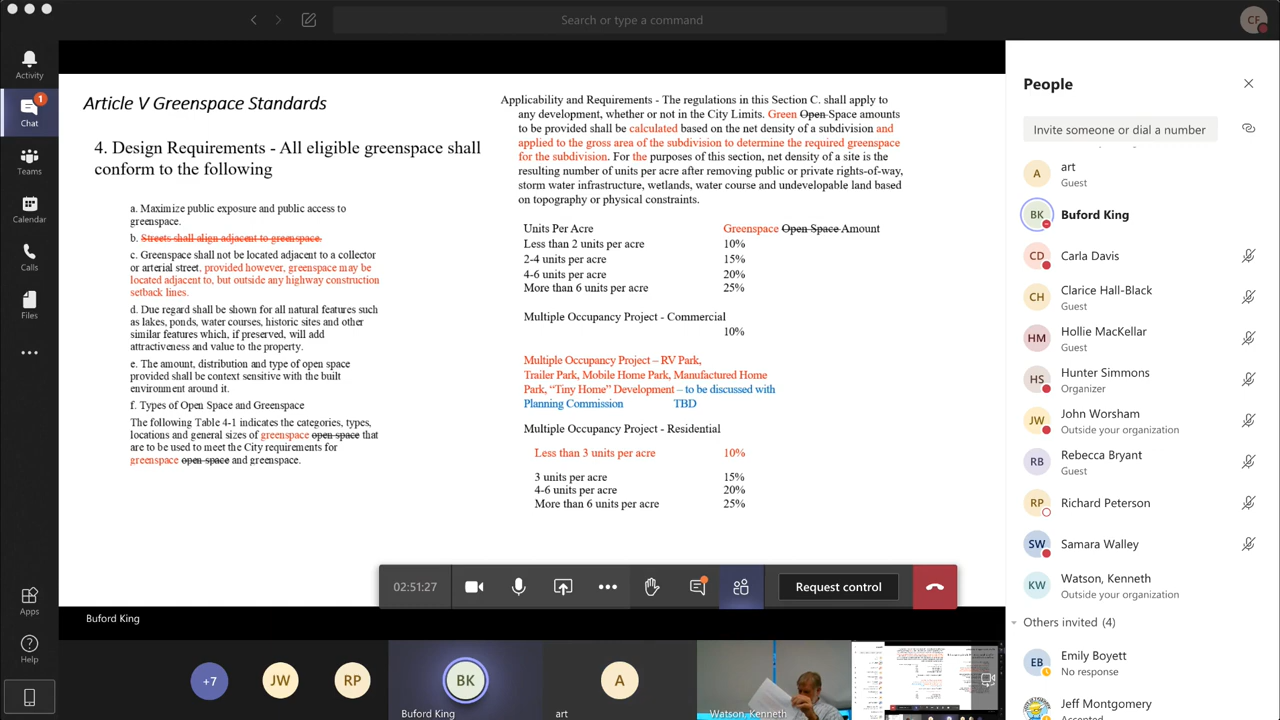 Search or type a command
CF
Activity
1
Chat
Teams
Calendar
Calls
Files
Apps
Help
Article V Greenspace Standards
4. Design Requirements - All eligible greenspace shall
conform to the following
a. Maximize public exposure and public access to
greenspace.
b. Streets shall align adjacent to greenspace.
c. Greenspace shall not be located adjacent to a collector
or arterial street, provided however, greenspace may be
located adjacent to, but outside any highway construction
setback lines.
d. Due regard shall be shown for all natural features such
as lakes, ponds, water courses, historic sites and other
similar features which, if preserved, will add
attractiveness and value to the property.
e. The amount, distribution and type of open space
provided shall be context sensitive with the built
environment around it.
f. Types of Open Space and Greenspace
The following Table 4-1 indicates the categories, types,
locations and general sizes of greenspace open space that
are to be used to meet the City requirements for
greenspace open space and greenspace.
Applicability and Requirements - The regulations in this Section C. shall apply to
any development, whether or not in the City Limits. Green Open Space amounts
to be provided shall be calculated based on the net density of a subdivision and
applied to the gross area of the subdivision to determine the required greenspace
for the subdivision. For the purposes of this section, net density of a site is the
resulting number of units per acre after removing public or private rights-of-way,
storm water infrastructure, wetlands, water course and undevelopable land based
on topography or physical constraints.
Units Per Acre Greenspace Open Space Amount
Less than 2 units per acre 10%
2-4 units per acre 15%
4-6 units per acre 20%
More than 6 units per acre 25%
Multiple Occupancy Project - Commercial
10%
Multiple Occupancy Project – RV Park,
Trailer Park, Mobile Home Park, Manufactured Home
Park, “Tiny Home” Development – to be discussed with
Planning Commission TBD
Multiple Occupancy Project - Residential
Less than 3 units per acre 10%
3 units per acre 15%
4-6 units per acre 20%
More than 6 units per acre 25%
02:51:27
Request control
Buford King
+7
JW
RP
BK
Buford King
A
art
Watson, Kenneth
People
Invite someone or dial a number
A
art
Guest
BK
Buford King
CD
Carla Davis
CH
Clarice Hall-Black
Guest
HM
Hollie MacKellar
Guest
HS
Hunter Simmons
Organizer
JW
John Worsham
Outside your organization
RB
Rebecca Bryant
Guest
RP
Richard Peterson
SW
Samara Walley
KW
Watson, Kenneth
Outside your organization
Others invited (4)
EB
Emily Boyett
No response
Jeff Montgomery
Accepted